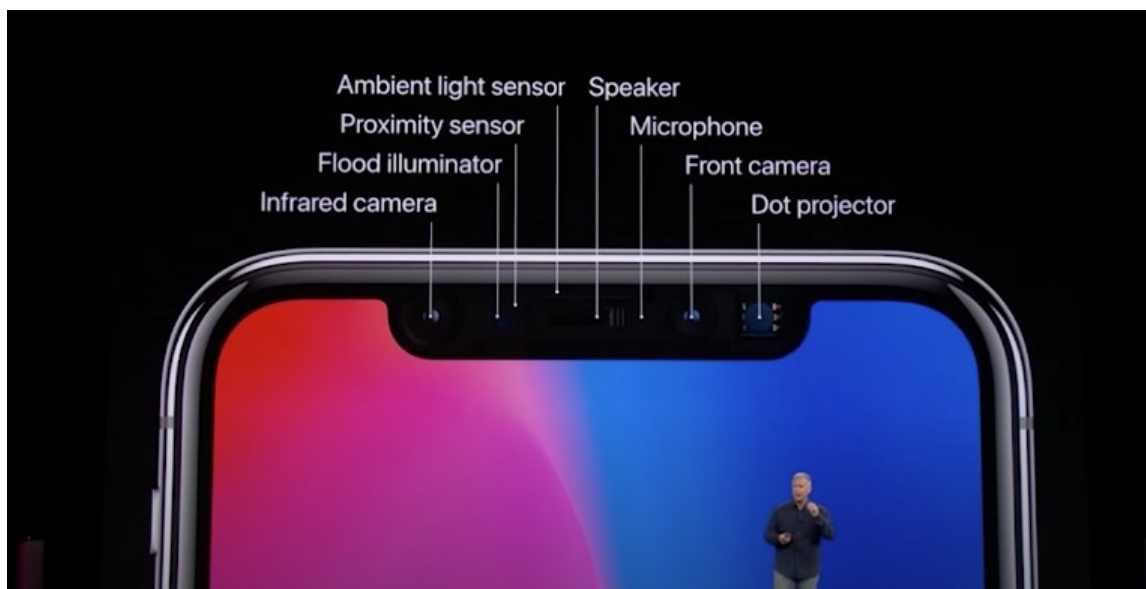 Ambient light sensor
Speaker
Proximity sensor
Microphone
Flood illuminator
Front camera
Infrared camera
Dot projector